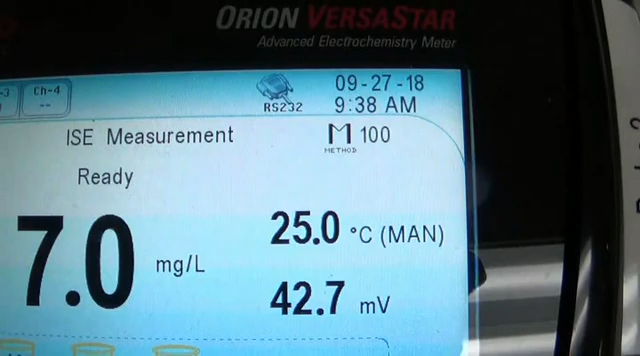 ORION VERSASTAR
Advanced Electrochemistry Meter
-3 Ch-4
--
RS232
09-27-18
9:38 AM
ISE Measurement
M 100
METHOD
Ready
7.0 mg/L
25.0 °C (MAN)
42.7 mV